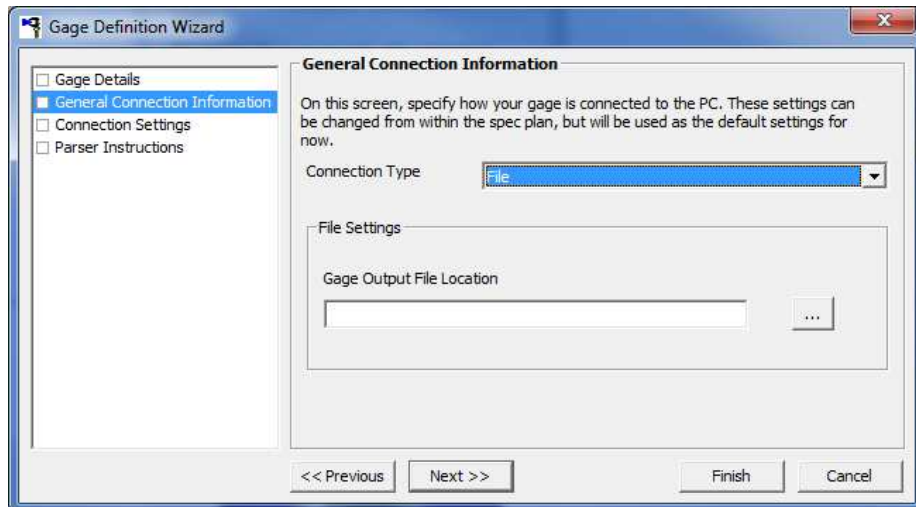 Gage Definition Wizard
Gage Details
General Connection Information
Connection Settings
Parser Instructions
General Connection Information
On this screen, specify how your gage is connected to the PC. These settings can
be changed from within the spec plan, but will be used as the default settings for
now.
Connection Type
File
File Settings
Gage Output File Location
...
<< Previous
Next >>
Finish
Cancel